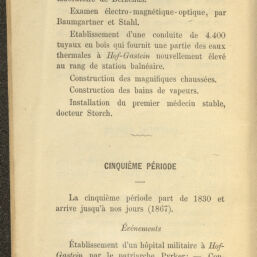 Examen électro-magnétique-optique, par
Baumgartner et Stahl.
Etablissement d'une conduite de 4.400
tuyaux en bois qui fournit une partie des eaux
thermales à Hof-Gastein nouvellement élevé
au rang de station balnéaire.
Construction des magnifiques chaussées.
Construction des bains de vapeurs.
Installation du premier médecin stable,
docteur Storch.
CINQUIÈME PÉRIODE
La cinquième période part de 1830 et
arrive jusqu'à nos jours (1867).
Événements
Établissement d'un hôpital militaire à Hof-
Gastein par le patriarche Pyrker; — Con